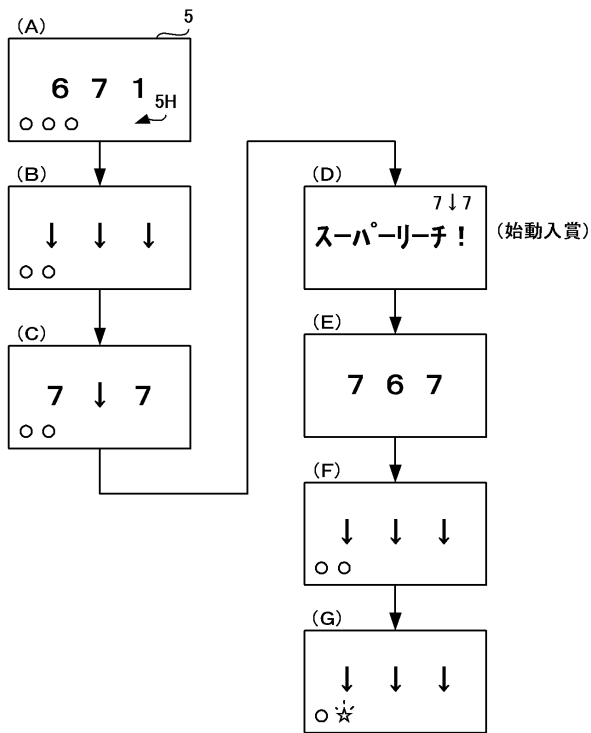 (A)
5
6 7 1
5H
○○○
(B)
↓ ↓ ↓
○○
(C)
7 ↓ 7
○○
(D)
7↓7
スーパーリーチ！
(始動入賞)
(E)
7 6 7
(F)
↓ ↓ ↓
○○
(G)
↓ ↓ ↓
○☆